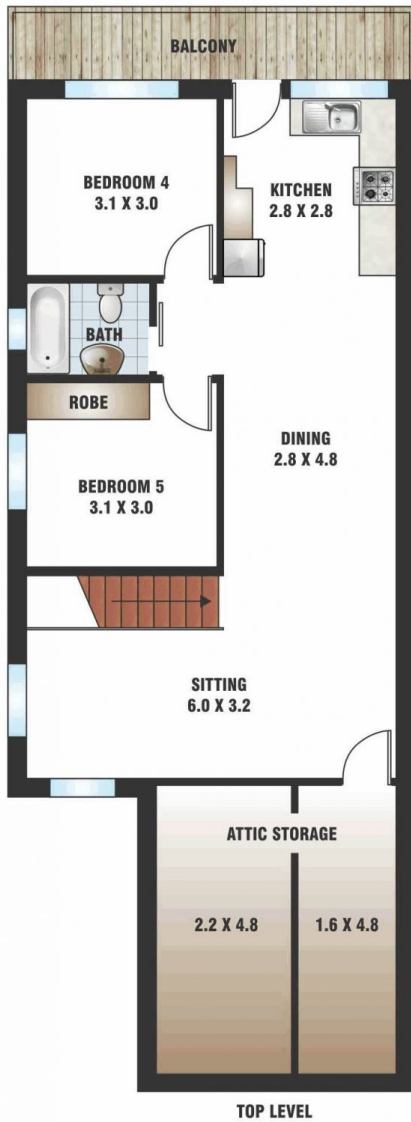 BALCONY
BEDROOM 4
3.1 X 3.0
KITCHEN
2.8 X 2.8
BATH
ROBE
DINING
2.8 X 4.8
BEDROOM 5
3.1 X 3.0
SITTING
6.0 X 3.2
ATTIC STORAGE
2.2 X 4.8
1.6 X 4.8
TOP LEVEL